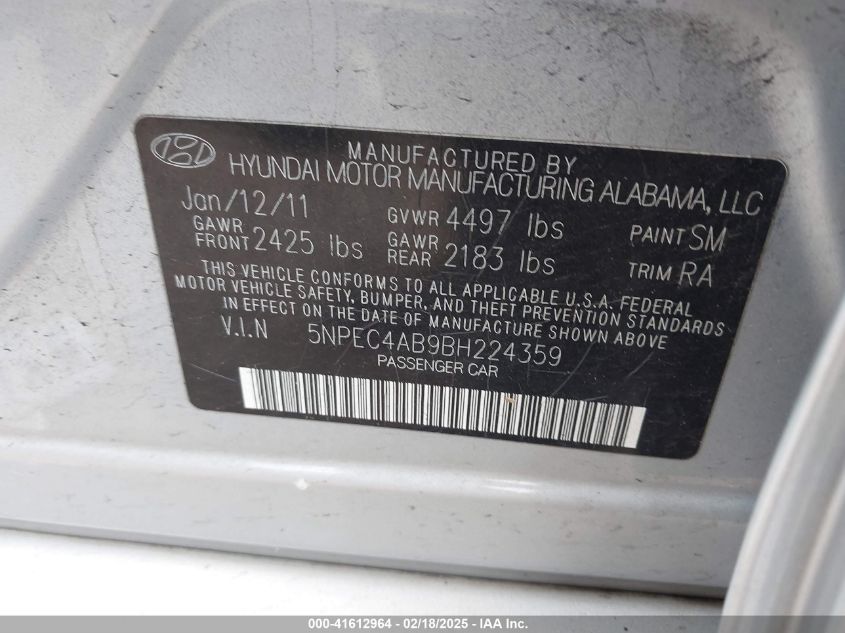 MANUFACTURED BY
HYUNDAI MOTOR MANUFACTURING ALABAMA, LLC
Jan/12/11 GVWR 4497 lbs PAINT SM
GAWR FRONT 2425 lbs GAWR REAR 2183 lbs TRIM RA
THIS VEHICLE CONFORMS TO ALL APPLICABLE U.S.A. FEDERAL
MOTOR VEHICLE SAFETY, BUMPER, AND THEFT PREVENTION STANDARDS
IN EFFECT ON THE DATE OF MANUFACTURE SHOWN ABOVE
V.I.N 5NPEC4AB9BH224359
PASSENGER CAR
000-41612964 - 02/18/2025 - IAA Inc.